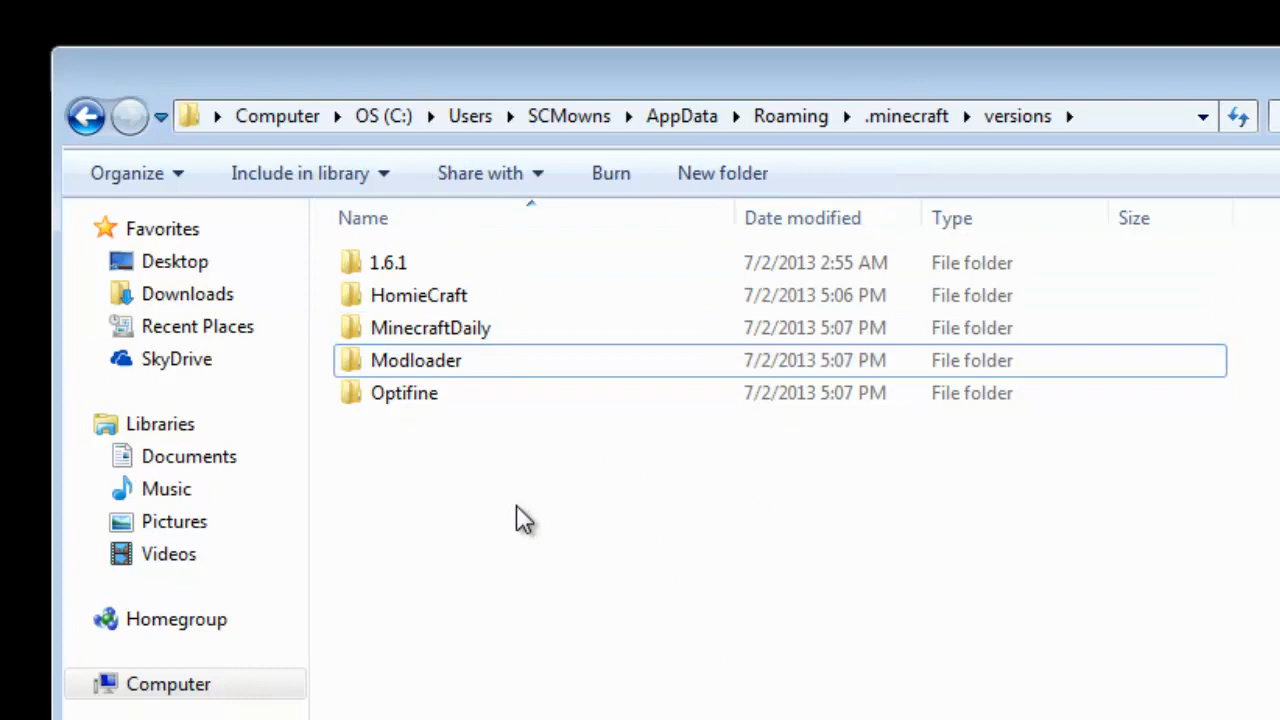 Computer OS (C:) Users SCMowns AppData Roaming .minecraft versions
Organize Include in library Share with Burn New folder
Name Date modified Type Size
Favorites
Desktop
Downloads
Recent Places
SkyDrive
Libraries
Documents
Music
Pictures
Videos
Homegroup
Computer
1.6.1 7/2/2013 2:55 AM File folder
HomieCraft 7/2/2013 5:06 PM File folder
MinecraftDaily 7/2/2013 5:07 PM File folder
Modloader 7/2/2013 5:07 PM File folder
Optifine 7/2/2013 5:07 PM File folder